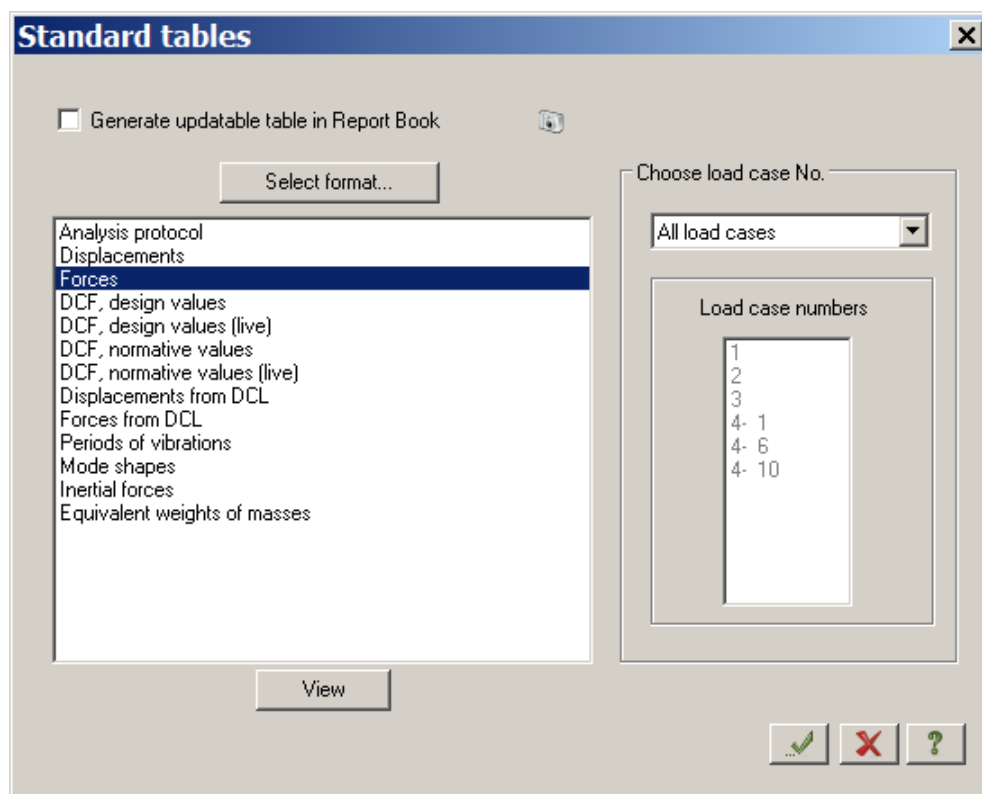 Standard tables
Generate updatable table in Report Book
Select format...
Analysis protocol
Displacements
Forces
DCF, design values
DCF, design values (live)
DCF, normative values
DCF, normative values (live)
Displacements from DCL
Forces from DCL
Periods of vibrations
Mode shapes
Inertial forces
Equivalent weights of masses
View
Choose load case No.
All load cases
Load case numbers
1
2
3
4- 1
4- 6
4- 10
?